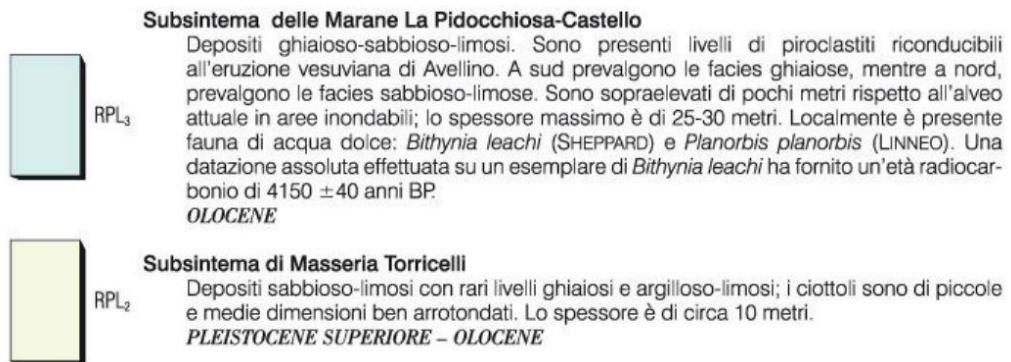 Subsintema delle Marane La Pidocchiosa-Castello
Depositi ghiaioso-sabbioso-limosi. Sono presenti livelli di piroclastiti riconducibili
all'eruzione vesuviana di Avellino. A sud prevalgono le facies ghiaiose, mentre a nord,
prevalgono le facies sabbioso-limose. Sono sopraelevati di pochi metri rispetto all'alveo
attuale in aree inondabili; lo spessore massimo è di 25-30 metri. Localmente è presente
RPL₃
fauna di acqua dolce: Bithynia leachi (SHEPPARD) e Planorbis planorbis (LINNEO). Una
datazione assoluta effettuata su un esemplare di Bithynia leachi ha fornito un'età radiocar-
bonio di 4150 ±40 anni BP.
OLOCENE
Subsintema di Masseria Torricelli
RPL₂
Depositi sabbioso-limosi con rari livelli ghiaiosi e argilloso-limosi; i ciottoli sono di piccole
e medie dimensioni ben arrotondati. Lo spessore è di circa 10 metri.
PLEISTOCENE SUPERIORE – OLOCENE